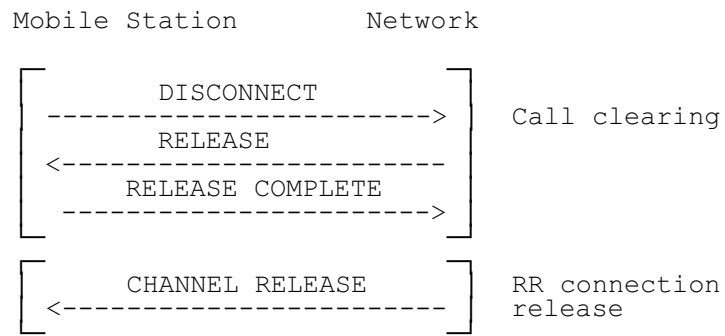 Mobile Station Network
DISCONNECT
Call clearing
RELEASE
RELEASE COMPLETE
CHANNEL RELEASE
RR connection
release